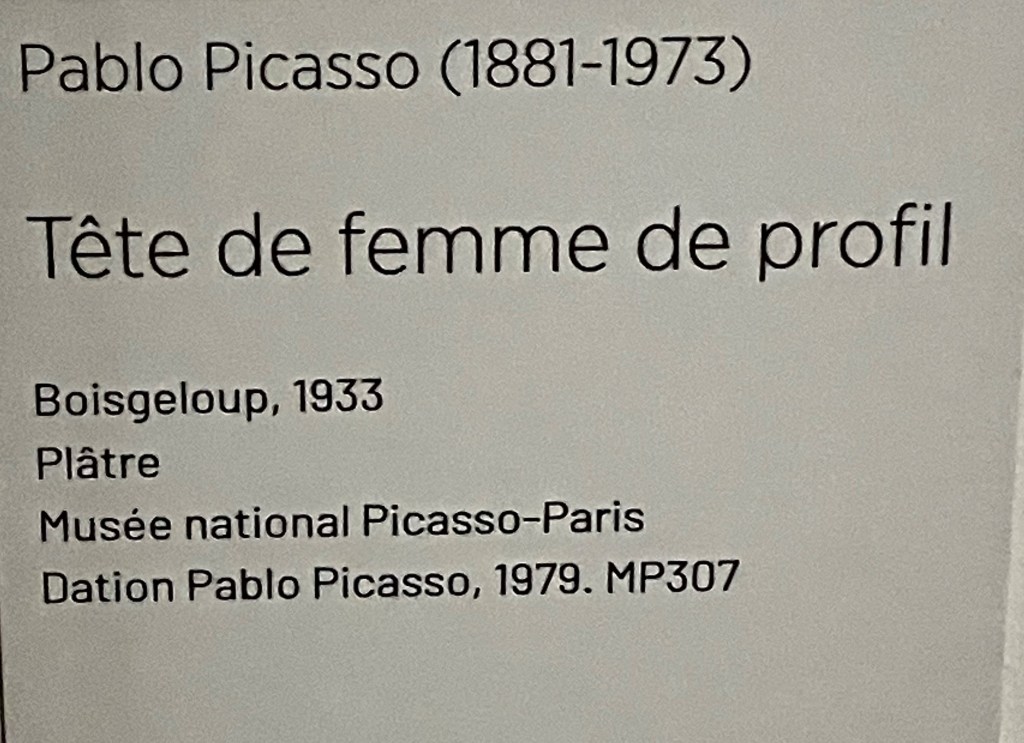 Pablo Picasso (1881-1973)
Tête de femme de profil
Boisgeloup, 1933
Plâtre
Musée national Picasso-Paris
Dation Pablo Picasso, 1979. MP307